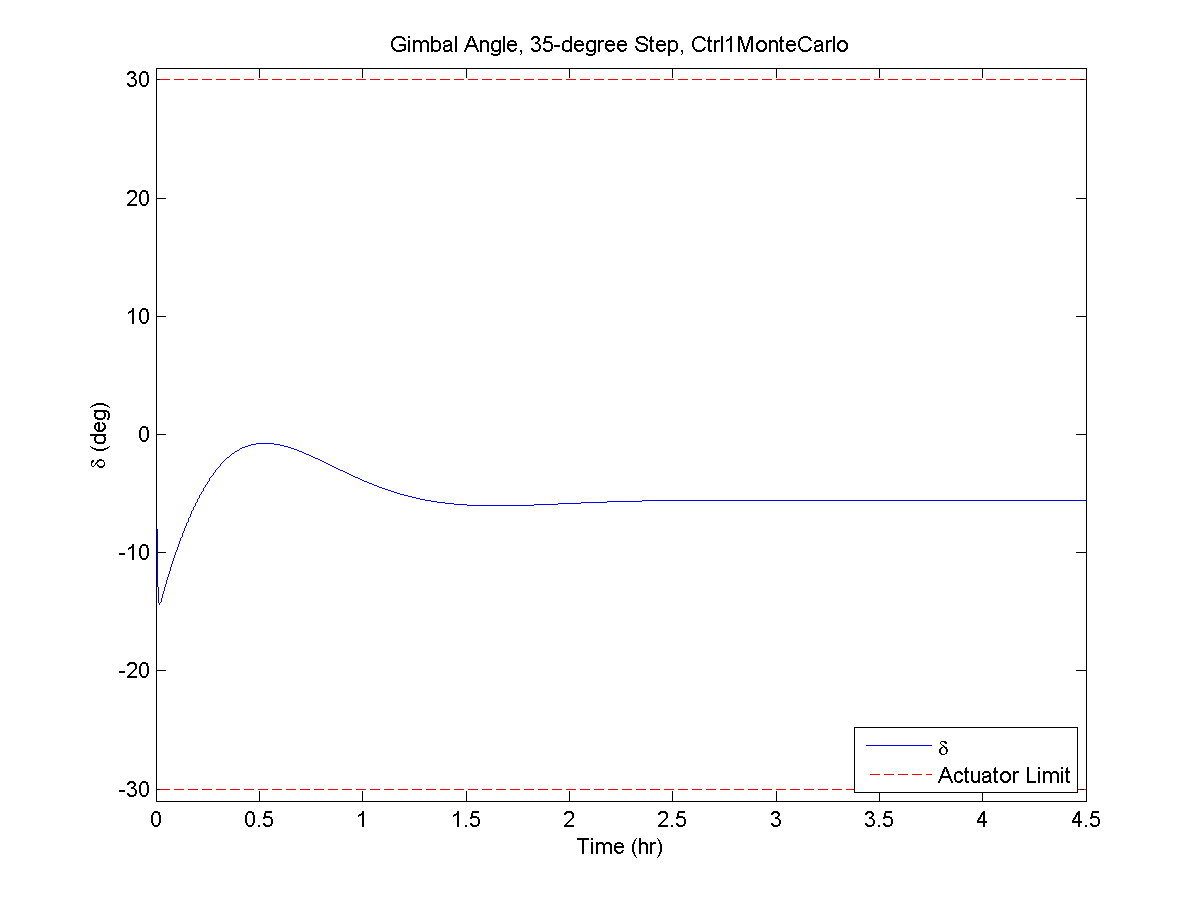 Gimbal Angle, 35-degree Step, Ctrl1MonteCarlo
30
20
10
0
-10
-20
-30
δ (deg)
δ
Actuator Limit
0 0.5 1 1.5 2 2.5 3 3.5 4 4.5
Time (hr)